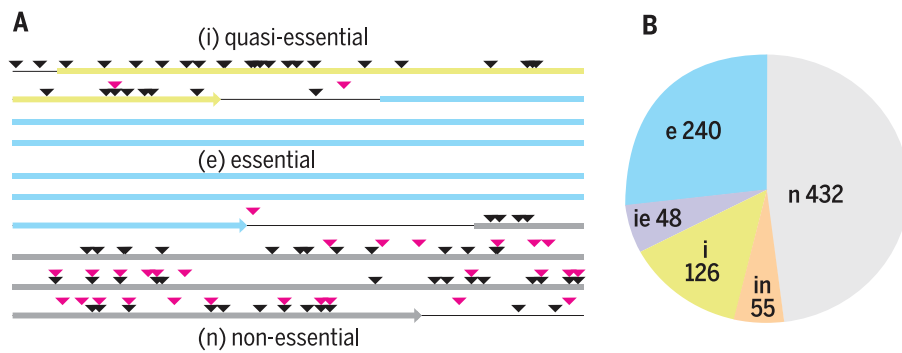 A
(i) quasi-essential
(e) essential
(n) non-essential
B
e 240
n 432
ie 48
i
126
in
55